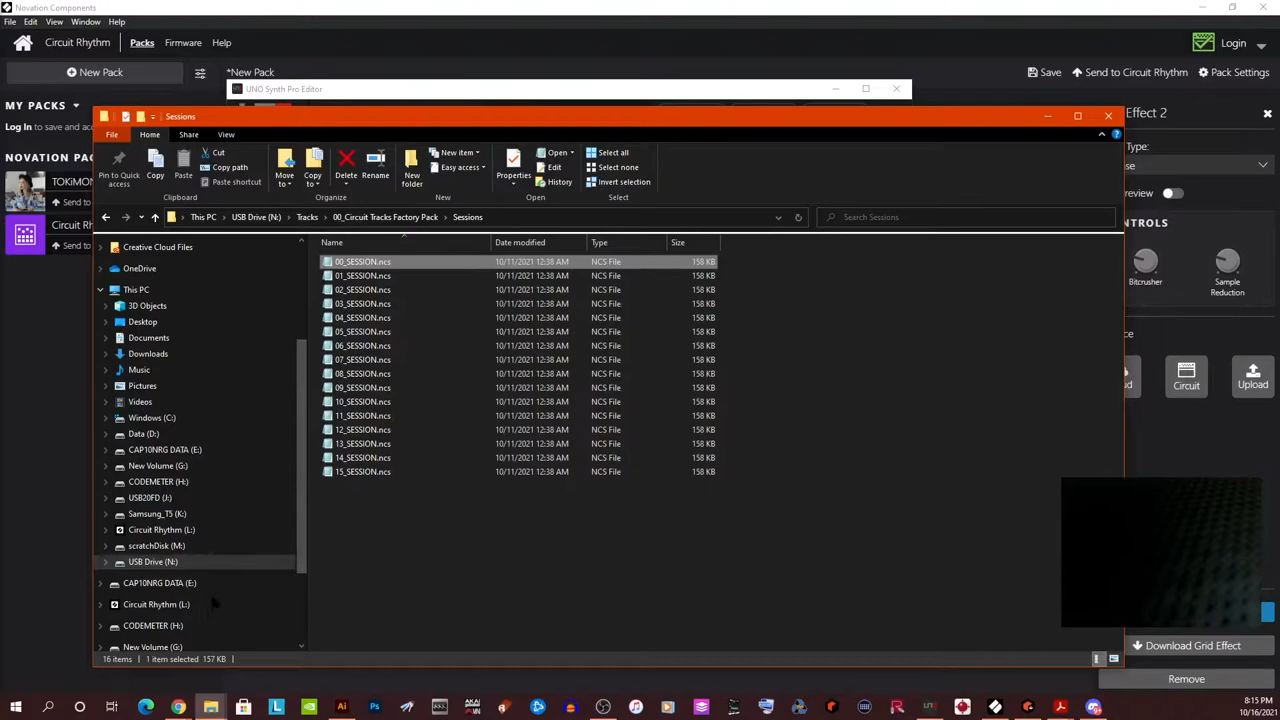 Novation Components
File Edit View Window Help
Circuit Rhythm Packs Firmware Help Login
New Pack *New Pack Save Send to Circuit Rhythm Pack Settings
UNO Synth Pro Editor
MY PACKS
Log In to save and acce
NOVATION PAC
TOKiMON
Send to
Circuit Rh
Send to
Sessions
File Home Share View
Pin to Quick access
Copy
Paste
Cut
Copy path
Paste shortcut
Clipboard
Move to
Copy to
Delete
Rename
Organize
New folder
New item
Easy access
New
Properties
Open
Edit
History
Open
Select all
Select none
Invert selection
Select
This PC USB Drive (N:) Tracks 00_Circuit Tracks Factory Pack Sessions
Search Sessions
Name Date modified Type Size
00_SESSION.ncs 10/11/2021 12:38 AM NCS File 158 KB
01_SESSION.ncs 10/11/2021 12:38 AM NCS File 158 KB
02_SESSION.ncs 10/11/2021 12:38 AM NCS File 158 KB
03_SESSION.ncs 10/11/2021 12:38 AM NCS File 158 KB
04_SESSION.ncs 10/11/2021 12:38 AM NCS File 158 KB
05_SESSION.ncs 10/11/2021 12:38 AM NCS File 158 KB
06_SESSION.ncs 10/11/2021 12:38 AM NCS File 158 KB
07_SESSION.ncs 10/11/2021 12:38 AM NCS File 158 KB
08_SESSION.ncs 10/11/2021 12:38 AM NCS File 158 KB
09_SESSION.ncs 10/11/2021 12:38 AM NCS File 158 KB
10_SESSION.ncs 10/11/2021 12:38 AM NCS File 158 KB
11_SESSION.ncs 10/11/2021 12:38 AM NCS File 158 KB
12_SESSION.ncs 10/11/2021 12:38 AM NCS File 158 KB
13_SESSION.ncs 10/11/2021 12:38 AM NCS File 158 KB
14_SESSION.ncs 10/11/2021 12:38 AM NCS File 158 KB
15_SESSION.ncs 10/11/2021 12:38 AM NCS File 158 KB
Creative Cloud Files
OneDrive
This PC
3D Objects
Desktop
Documents
Downloads
Music
Pictures
Videos
Windows (C:)
Data (D:)
CAP10NRG DATA (E:)
New Volume (G:)
CODEMETER (H:)
USB20FD (J:)
Samsung_T5 (K:)
Circuit Rhythm (L:)
scratchDisk (M:)
USB Drive (N:)
CAP10NRG DATA (E:)
Circuit Rhythm (L:)
CODEMETER (H:)
New Volume (G:)
16 items 1 item selected 157 KB
Effect 2
Type:
se
review
ONTROLS
Bitcrusher
Sample Reduction
ce
ud
Circuit
Upload
Download Grid Effect
Remove
8:15 PM
10/16/2021